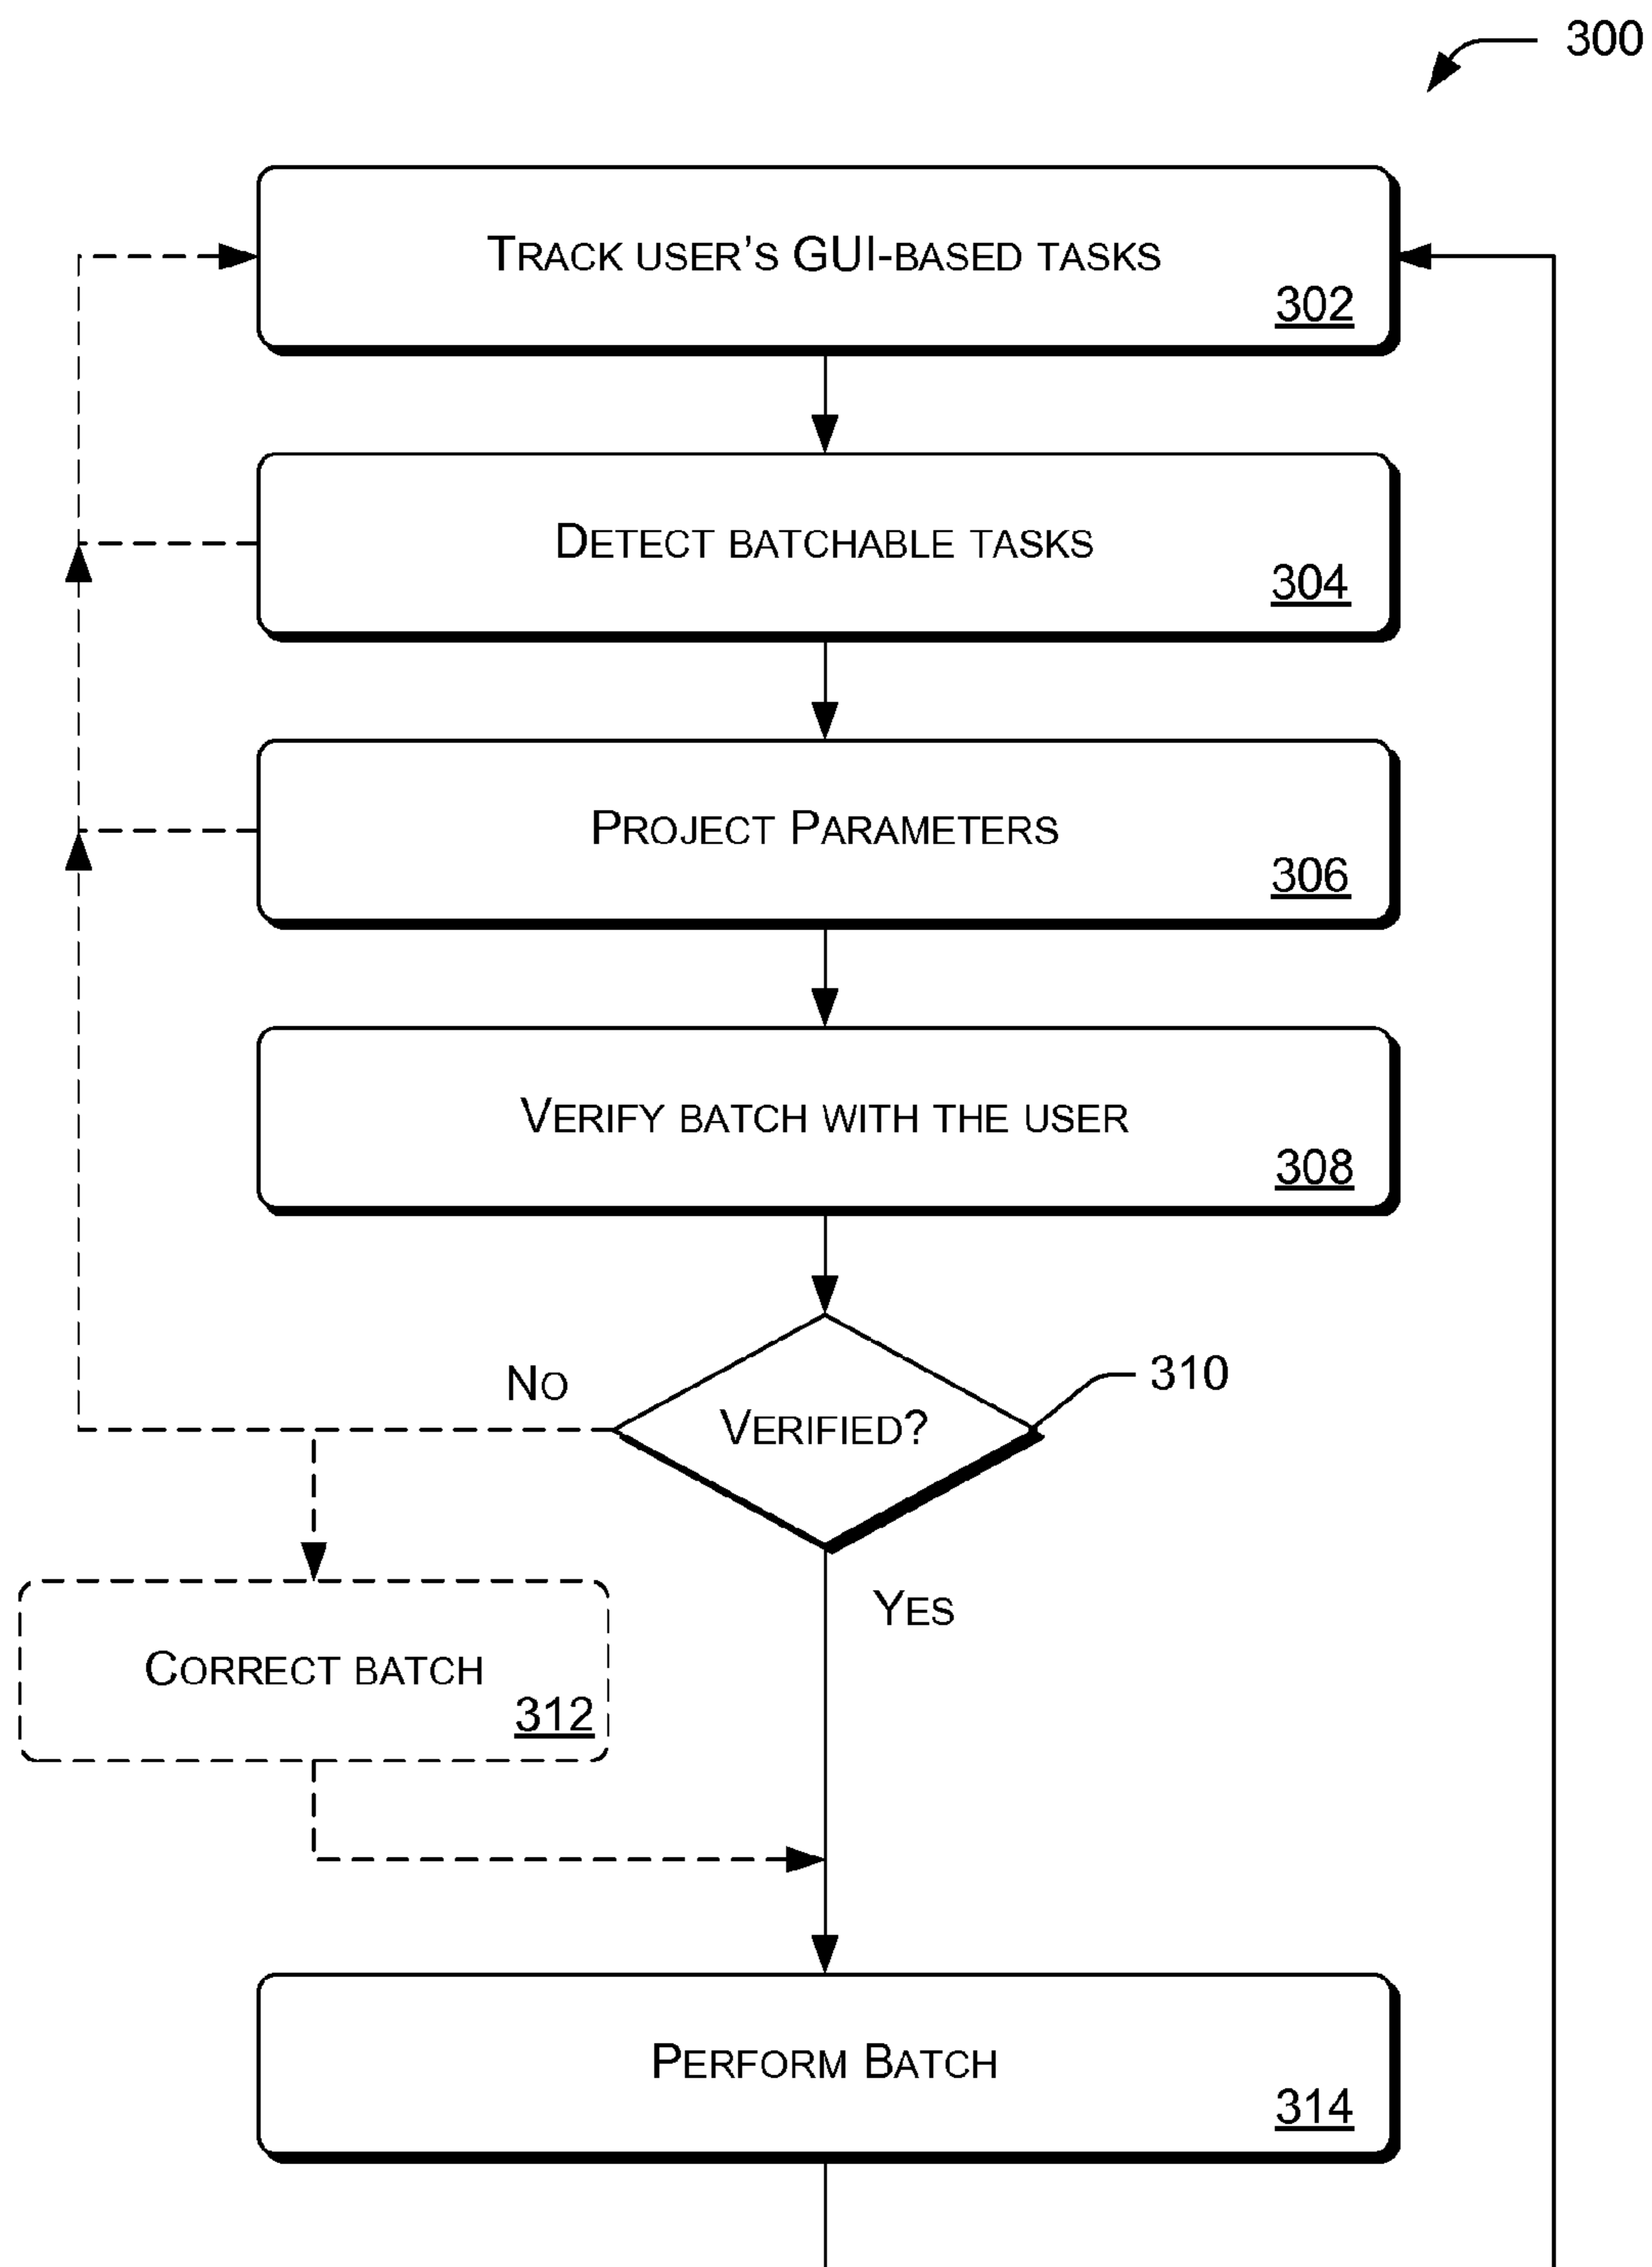 300
TRACK USER'S GUI-BASED TASKS
302
DETECT BATCHABLE TASKS
304
PROJECT PARAMETERS
306
VERIFY BATCH WITH THE USER
308
310
NO
VERIFIED?
YES
CORRECT BATCH
312
PERFORM BATCH
314